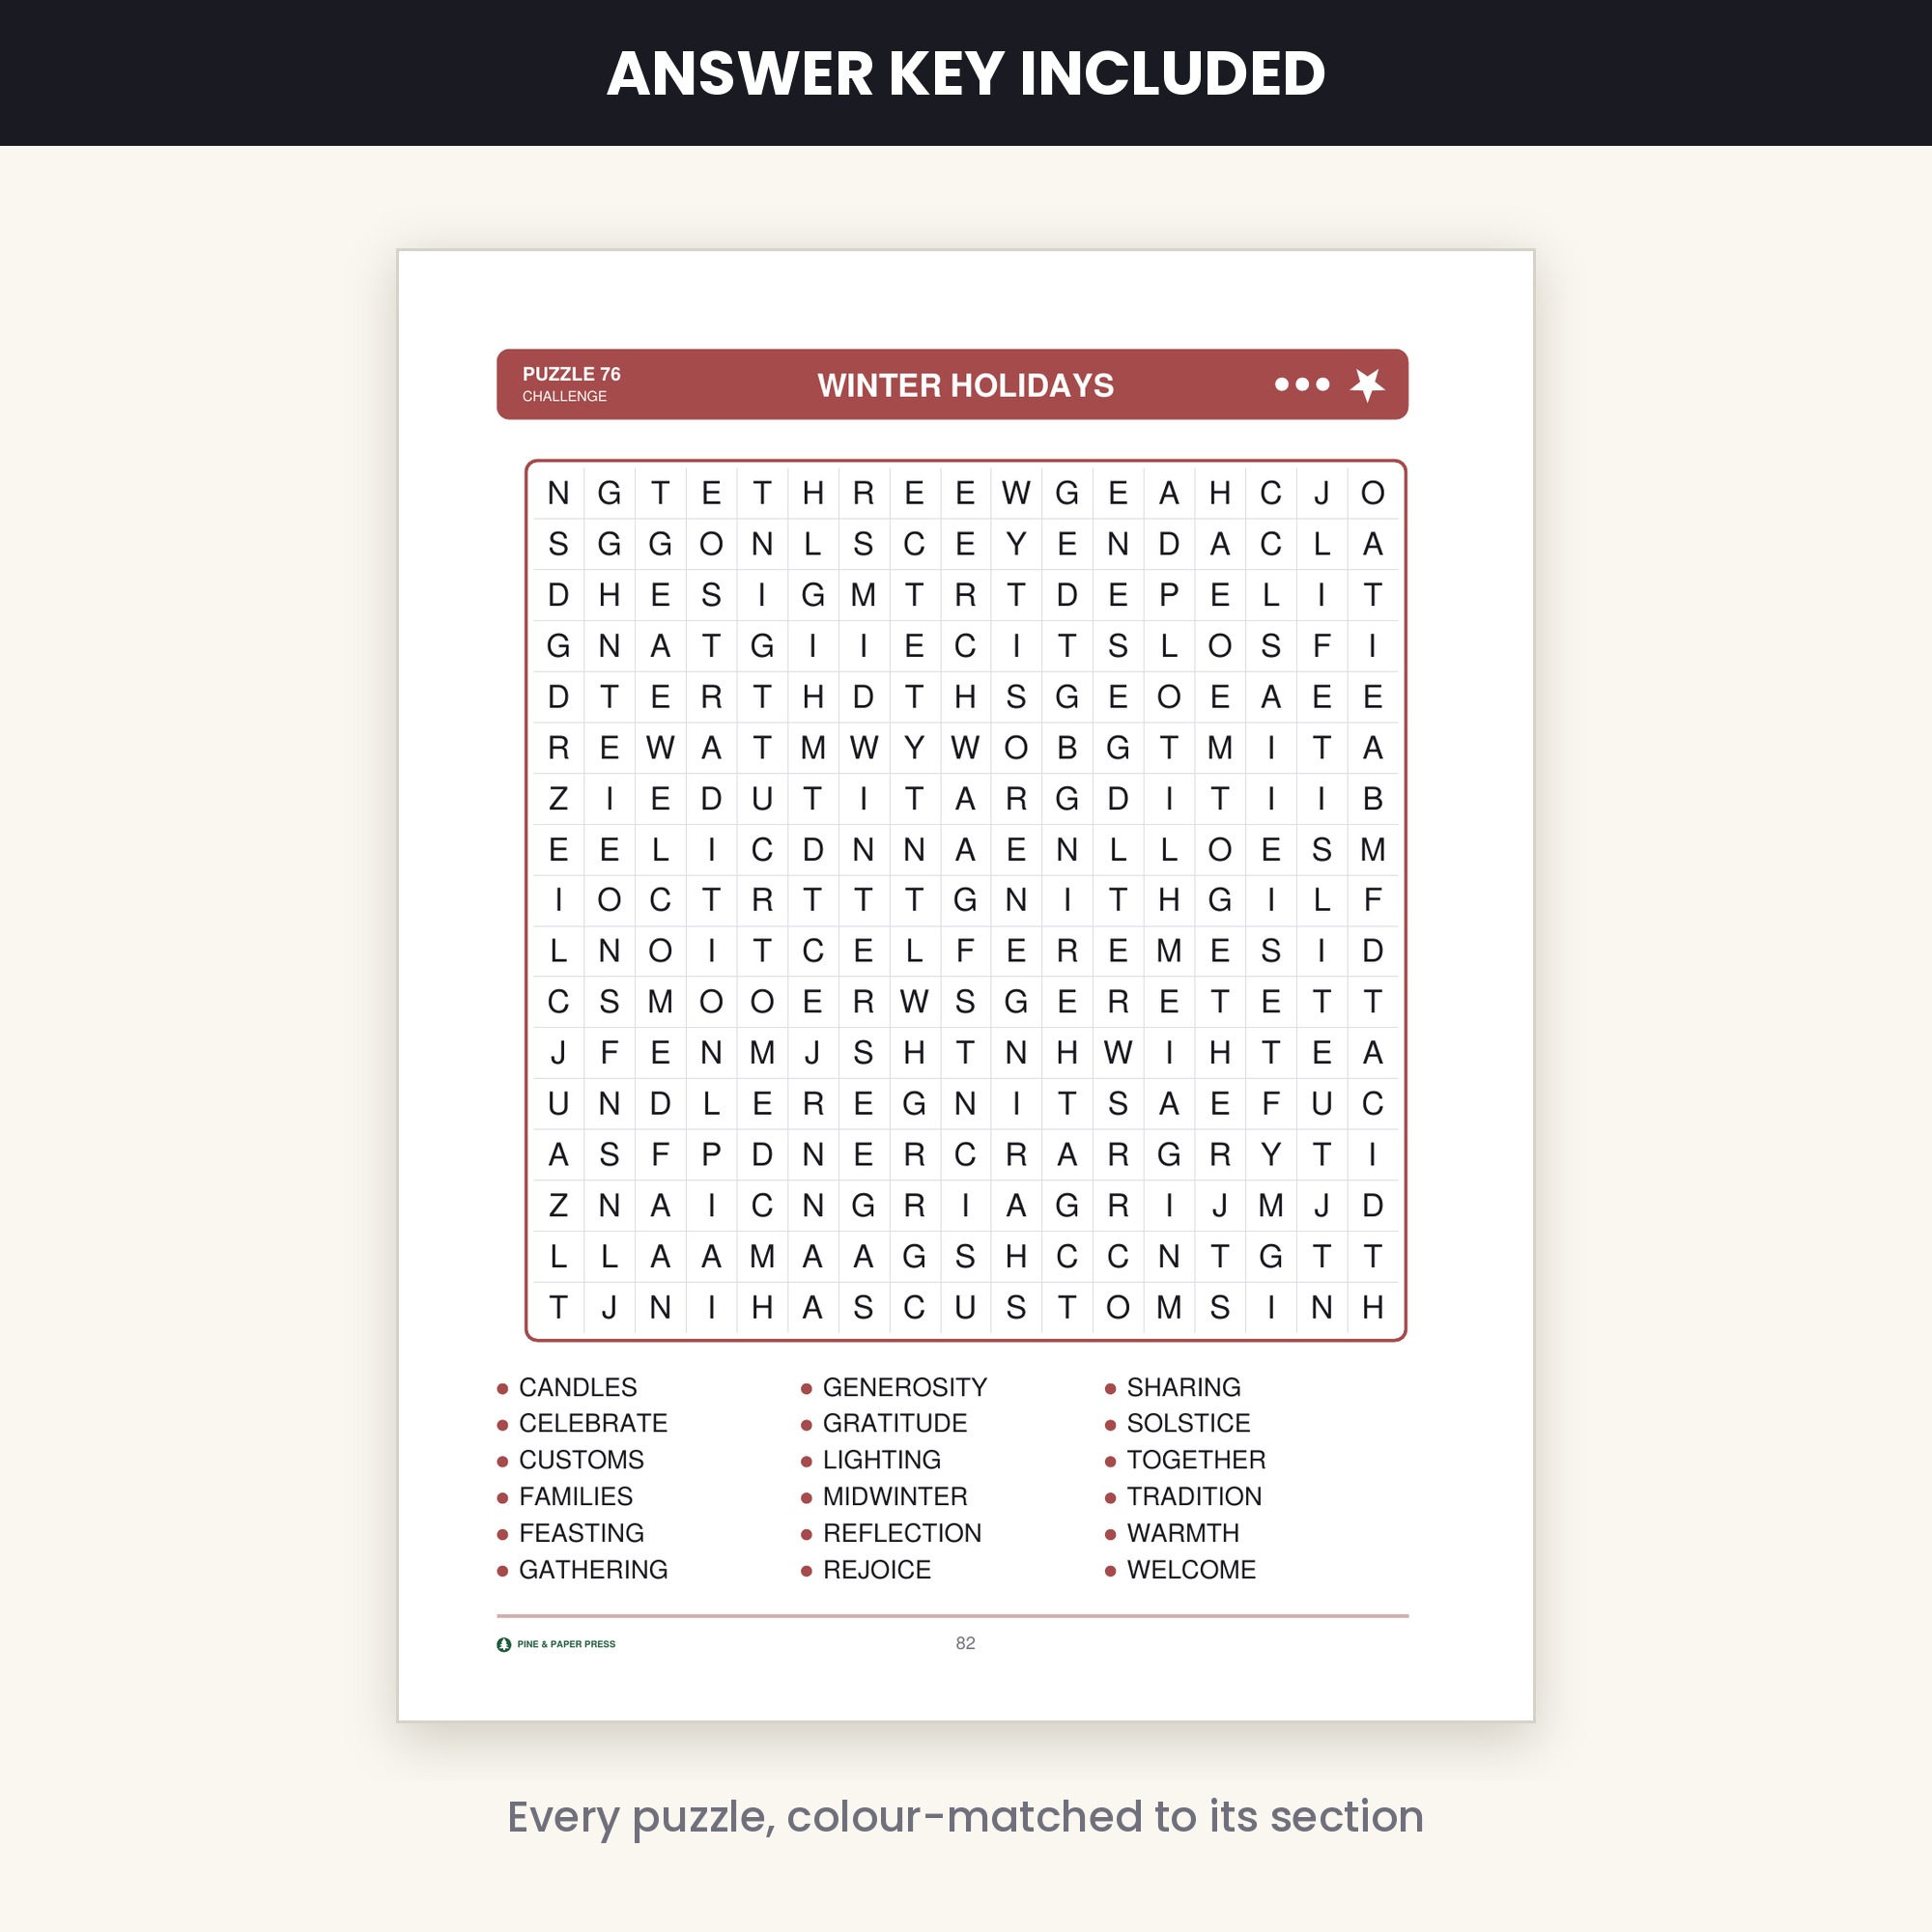 ANSWER KEY INCLUDED
PUZZLE 76
CHALLENGE
WINTER HOLIDAYS
N G T E T H R E E W G E A H C J O
S G G O N L S C E Y E N D A C L A
D H E S I G M T R T D E P E L I T
G N A T G I I E C I T S L O S F I
D T E R T H D T H S G E O E A E E
R E W A T M W Y W O B G T M I T A
Z I E D U T I T A R G D I T I I B
E E L I C D N N A E N L L O E S M
I O C T R T T T G N I T H G I L F
L N O I T C E L F E R E M E S I D
C S M O O E R W S G E R E T E T T
J F E N M J S H T N H W I H T E A
U N D L E R E G N I T S A E F U C
A S F P D N E R C R A R G R Y T I
Z N A I C N G R I A G R I J M J D
L L A A M A A G S H C C N T G T T
T J N I H A S C U S T O M S I N H
CANDLES
CELEBRATE
CUSTOMS
FAMILIES
FEASTING
GATHERING
GENEROSITY
GRATITUDE
LIGHTING
MIDWINTER
REFLECTION
REJOICE
SHARING
SOLSTICE
TOGETHER
TRADITION
WARMTH
WELCOME
PINE & PAPER PRESS
82
Every puzzle, colour-matched to its section